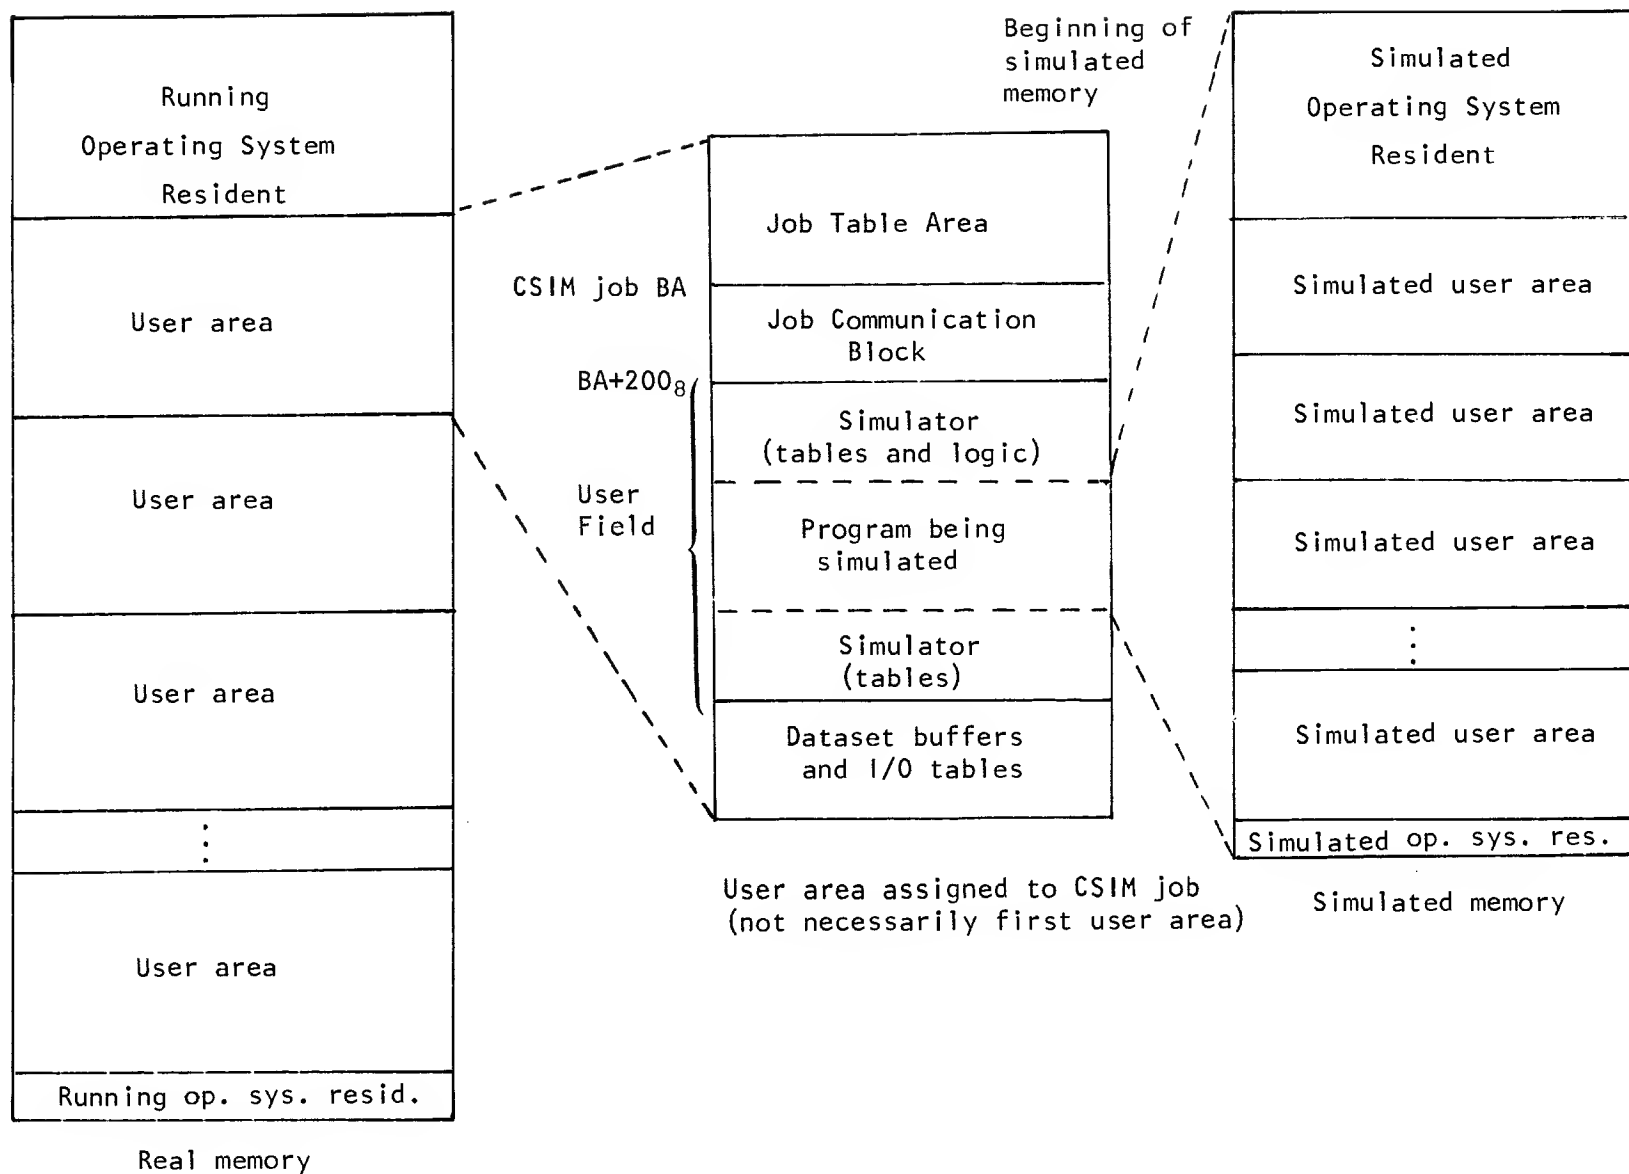 Running
Operating System
Resident
User area
User area
User area
User area
Running op. sys. resid.
Real memory
Beginning of
simulated
memory
CSIM job BA
BA+200₈
User
Field
Job Table Area
Job Communication
Block
Simulator
(tables and logic)
Program being
simulated
Simulator
(tables)
Dataset buffers
and I/O tables
User area assigned to CSIM job
(not necessarily first user area)
Simulated
Operating System
Resident
Simulated user area
Simulated user area
Simulated user area
Simulated user area
Simulated op. sys. res.
Simulated memory